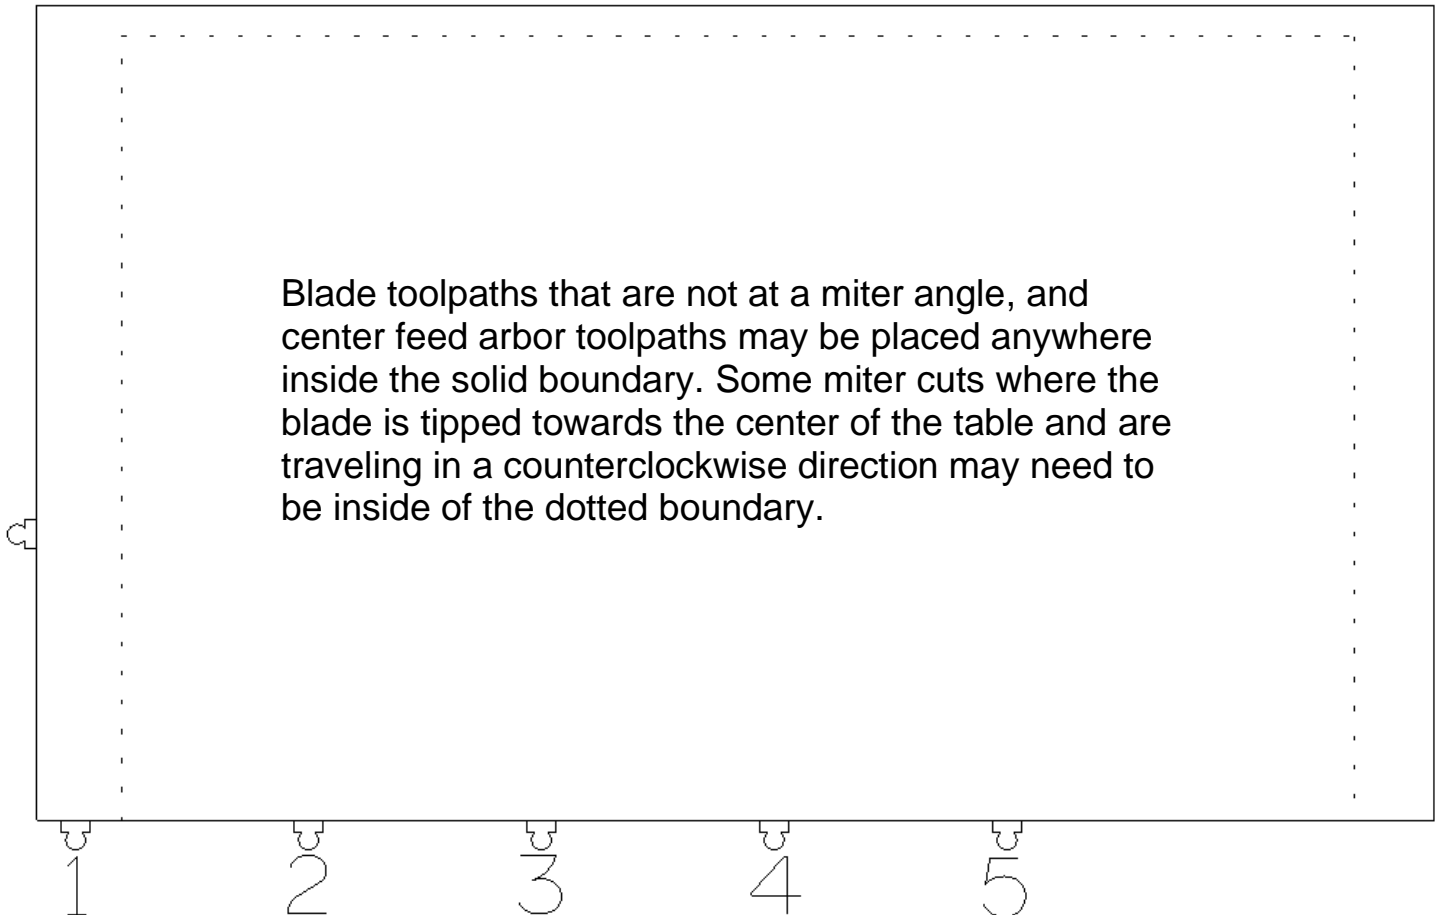 Blade toolpaths that are not at a miter angle, and
center feed arbor toolpaths may be placed anywhere
inside the solid boundary. Some miter cuts where the
blade is tipped towards the center of the table and are
traveling in a counterclockwise direction may need to
be inside of the dotted boundary.
1 2 3 4 5